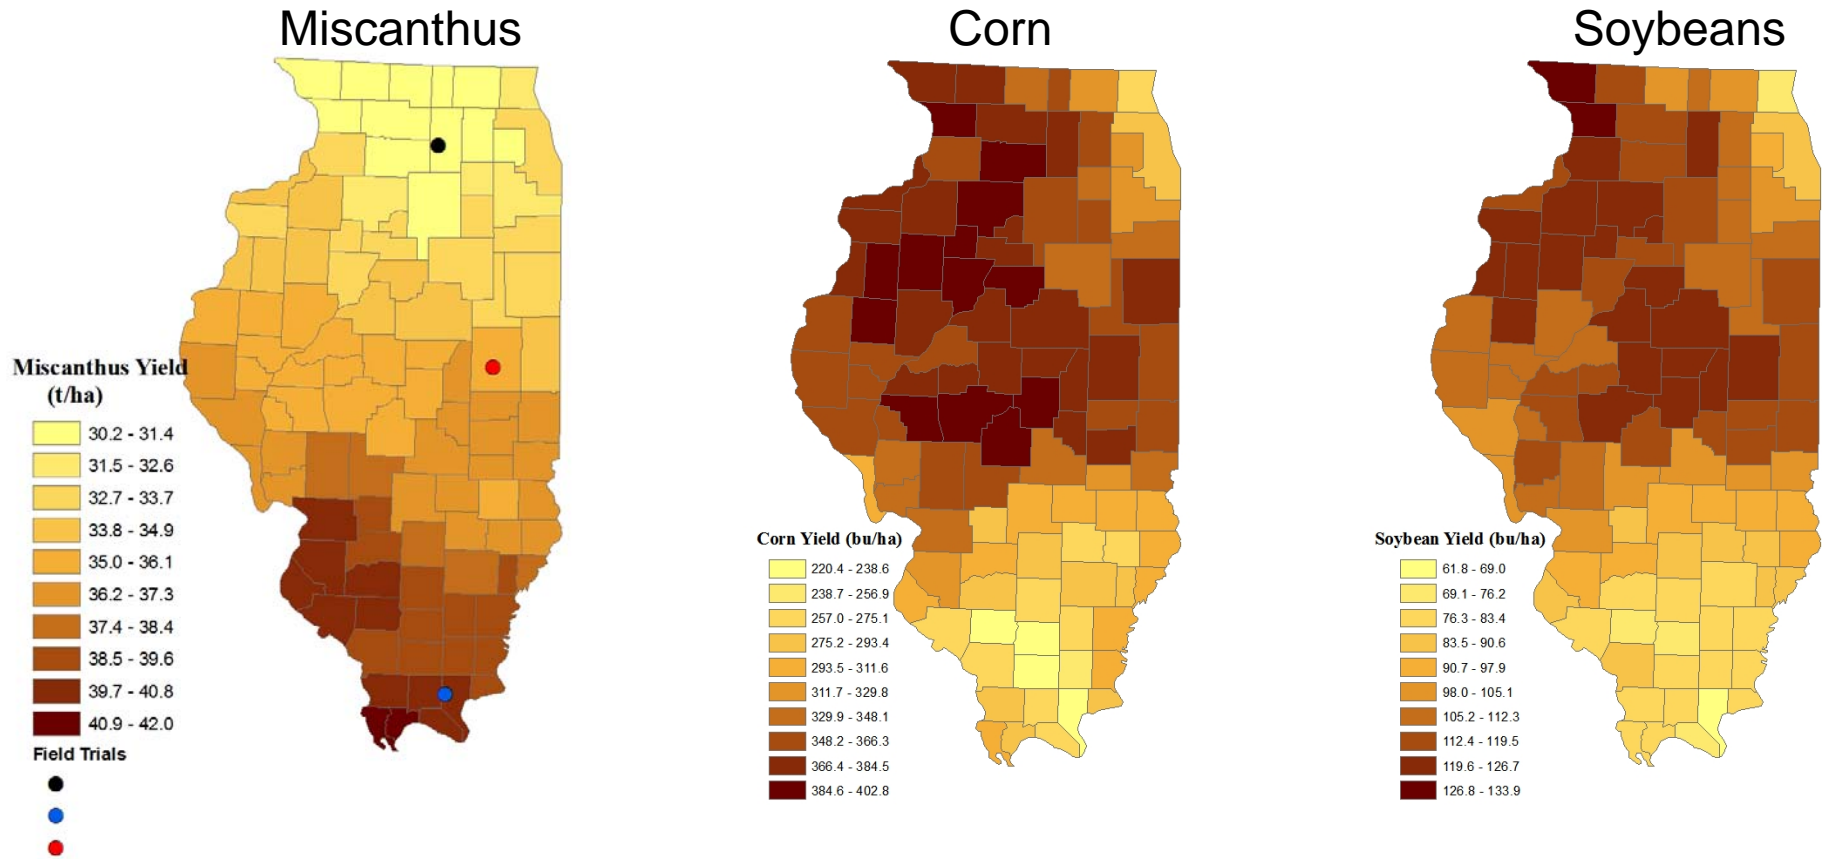 Miscanthus
Corn
Soybeans
Miscanthus Yield
(t/ha)
30.2 - 31.4
31.5 - 32.6
32.7 - 33.7
33.8 - 34.9
35.0 - 36.1
36.2 - 37.3
37.4 - 38.4
38.5 - 39.6
39.7 - 40.8
40.9 - 42.0
Field Trials
Corn Yield (bu/ha)
220.4 - 238.6
238.7 - 256.9
257.0 - 275.1
275.2 - 293.4
293.5 - 311.6
311.7 - 329.8
329.9 - 348.1
348.2 - 366.3
366.4 - 384.5
384.6 - 402.8
Soybean Yield (bu/ha)
61.8 - 69.0
69.1 - 76.2
76.3 - 83.4
83.5 - 90.6
90.7 - 97.9
98.0 - 105.1
105.2 - 112.3
112.4 - 119.5
119.6 - 126.7
126.8 - 133.9